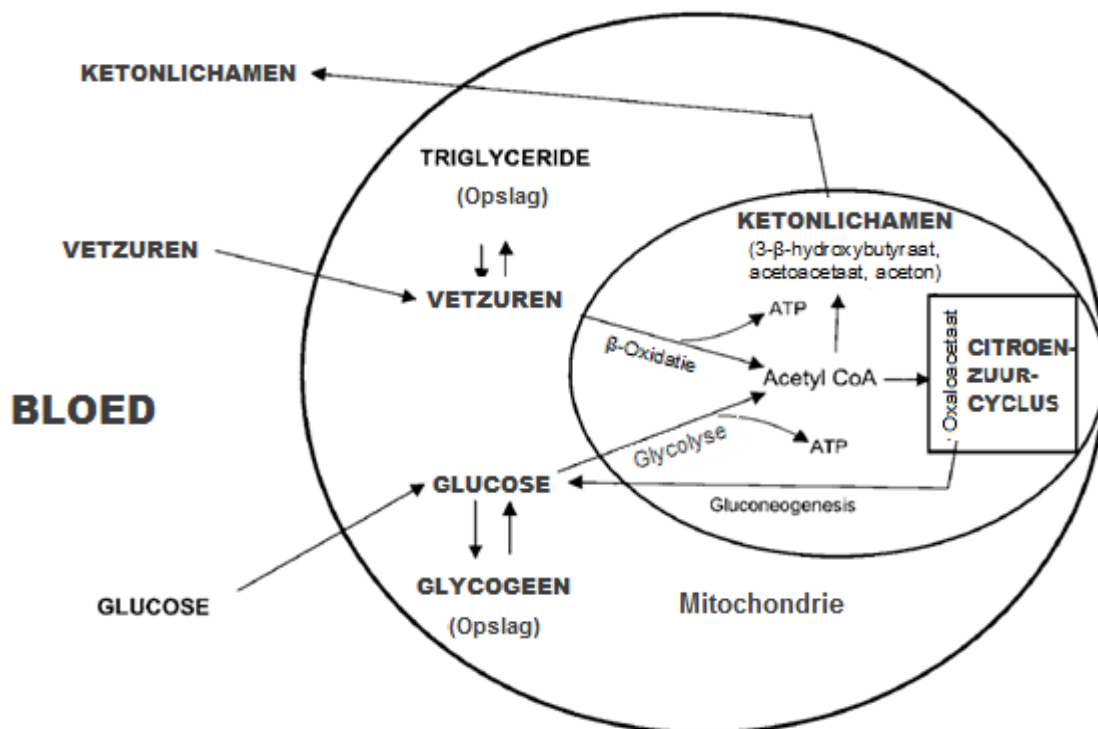 KETONLICHAMEN
TRIGLYCERIDE
(Opslag)
KETONLICHAMEN
(3-β-hydroxybutyraat,
acetoacetaat, aceton)
VETZUREN
VETZUREN
ATP
β-Oxidatie
Acetyl CoA
Oxaloacetaat
CITROEN-
ZUUR-
CYCLUS
BLOED
Glycolyse
ATP
GLUCOSE
Gluconeogenesis
GLYCOGEEN
(Opslag)
Mitochondrie
GLUCOSE